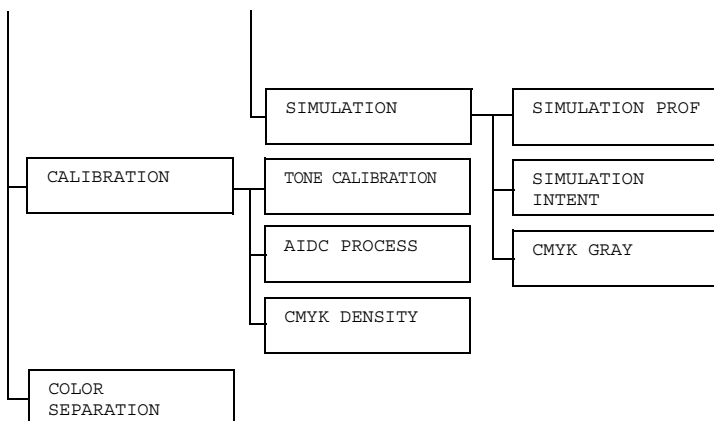 SIMULATION
SIMULATION PROF
CALIBRATION
TONE CALIBRATION
SIMULATION
INTENT
AIDC PROCESS
CMYK GRAY
CMYK DENSITY
COLOR
SEPARATION